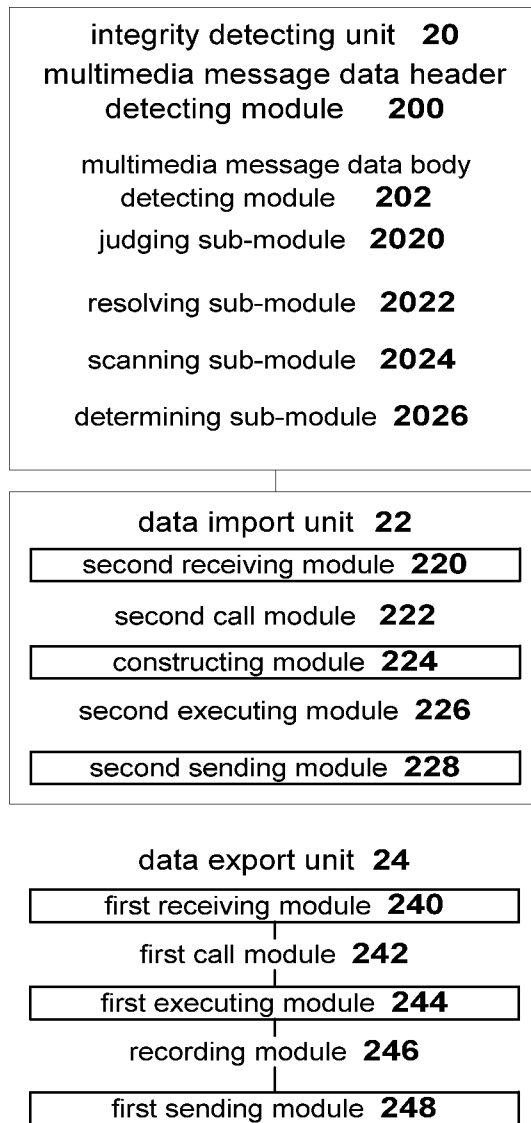 integrity detecting unit 20
multimedia message data header
detecting module 200
multimedia message data body
detecting module 202
judging sub-module 2020
resolving sub-module 2022
scanning sub-module 2024
determining sub-module 2026
data import unit 22
second receiving module 220
second call module 222
constructing module 224
second executing module 226
second sending module 228
data export unit 24
first receiving module 240
first call module 242
first executing module 244
recording module 246
first sending module 248